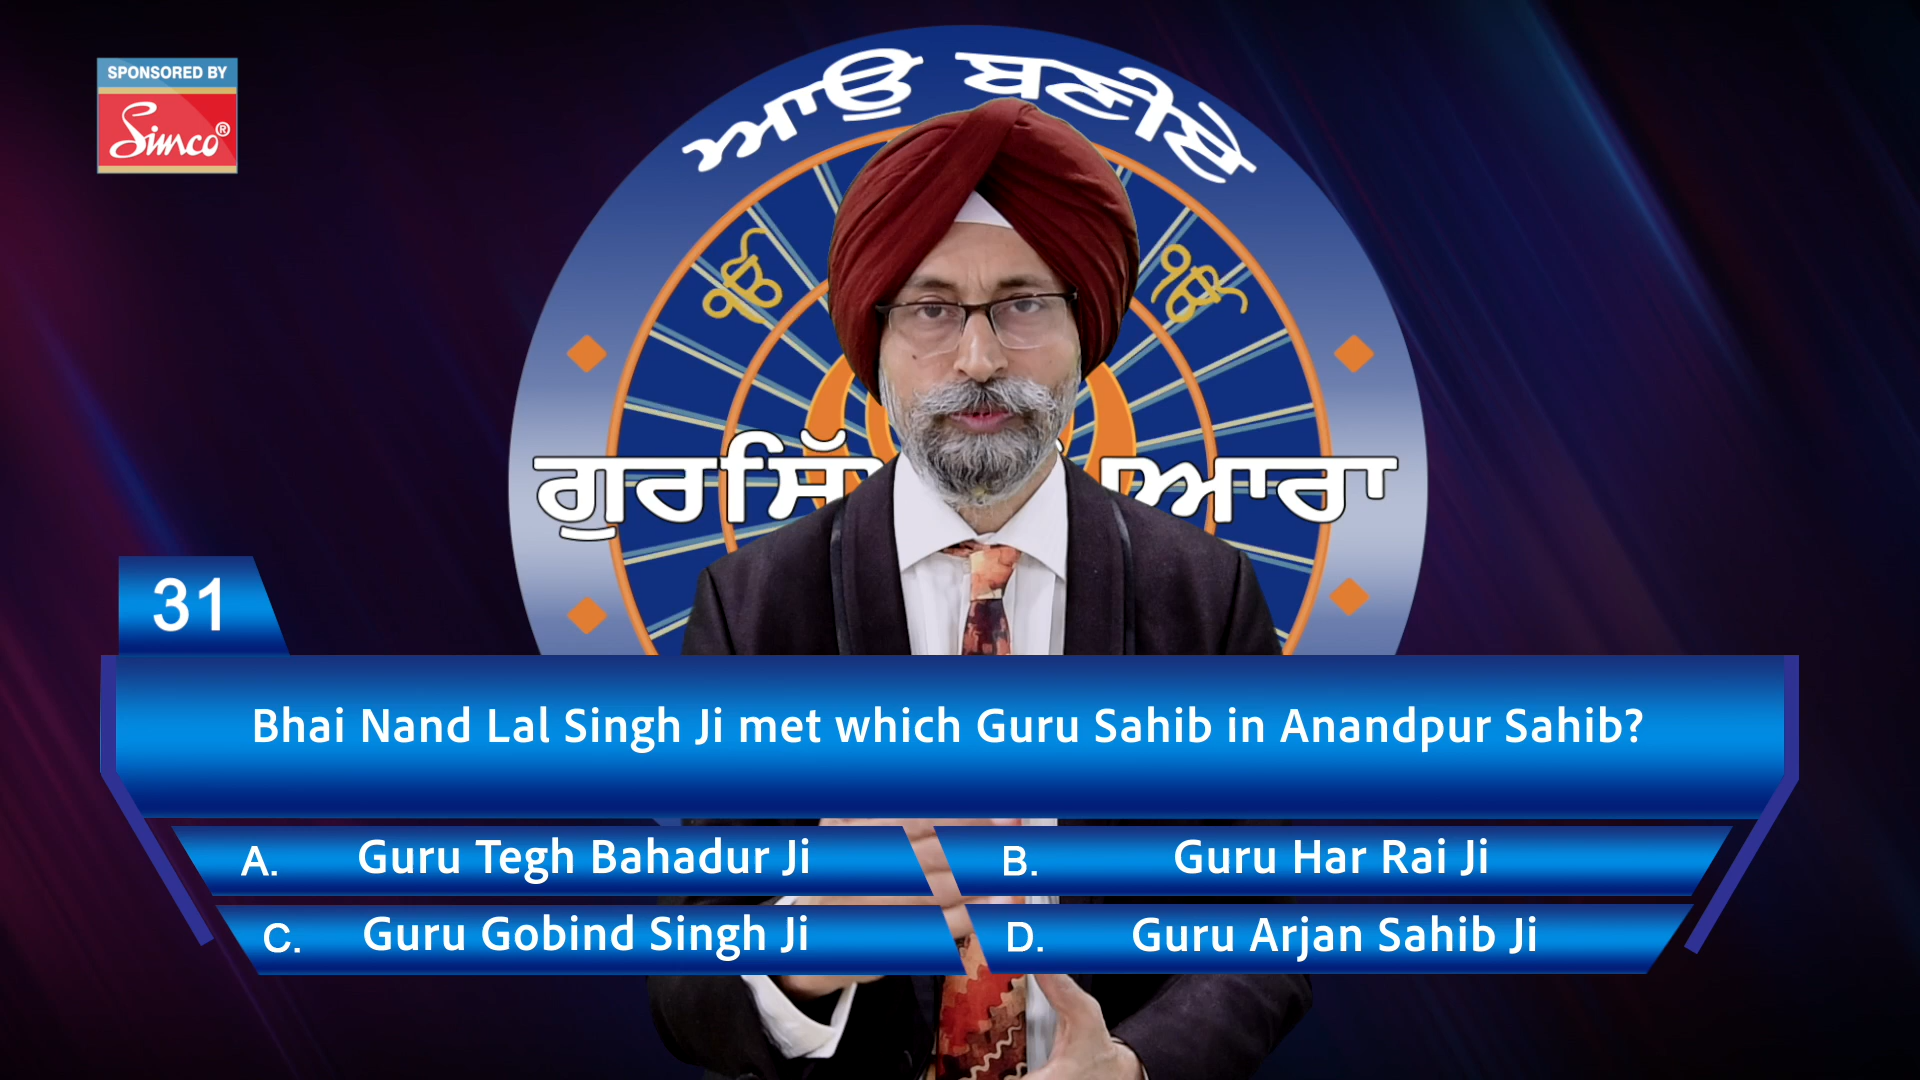 SPONSORED BY
Simco®
ਆਉ ਬਣੀਏ
31
Bhai Nand Lal Singh Ji met which Guru Sahib in Anandpur Sahib?
A. Guru Tegh Bahadur Ji
B. Guru Har Rai Ji
C. Guru Gobind Singh Ji
D. Guru Arjan Sahib Ji